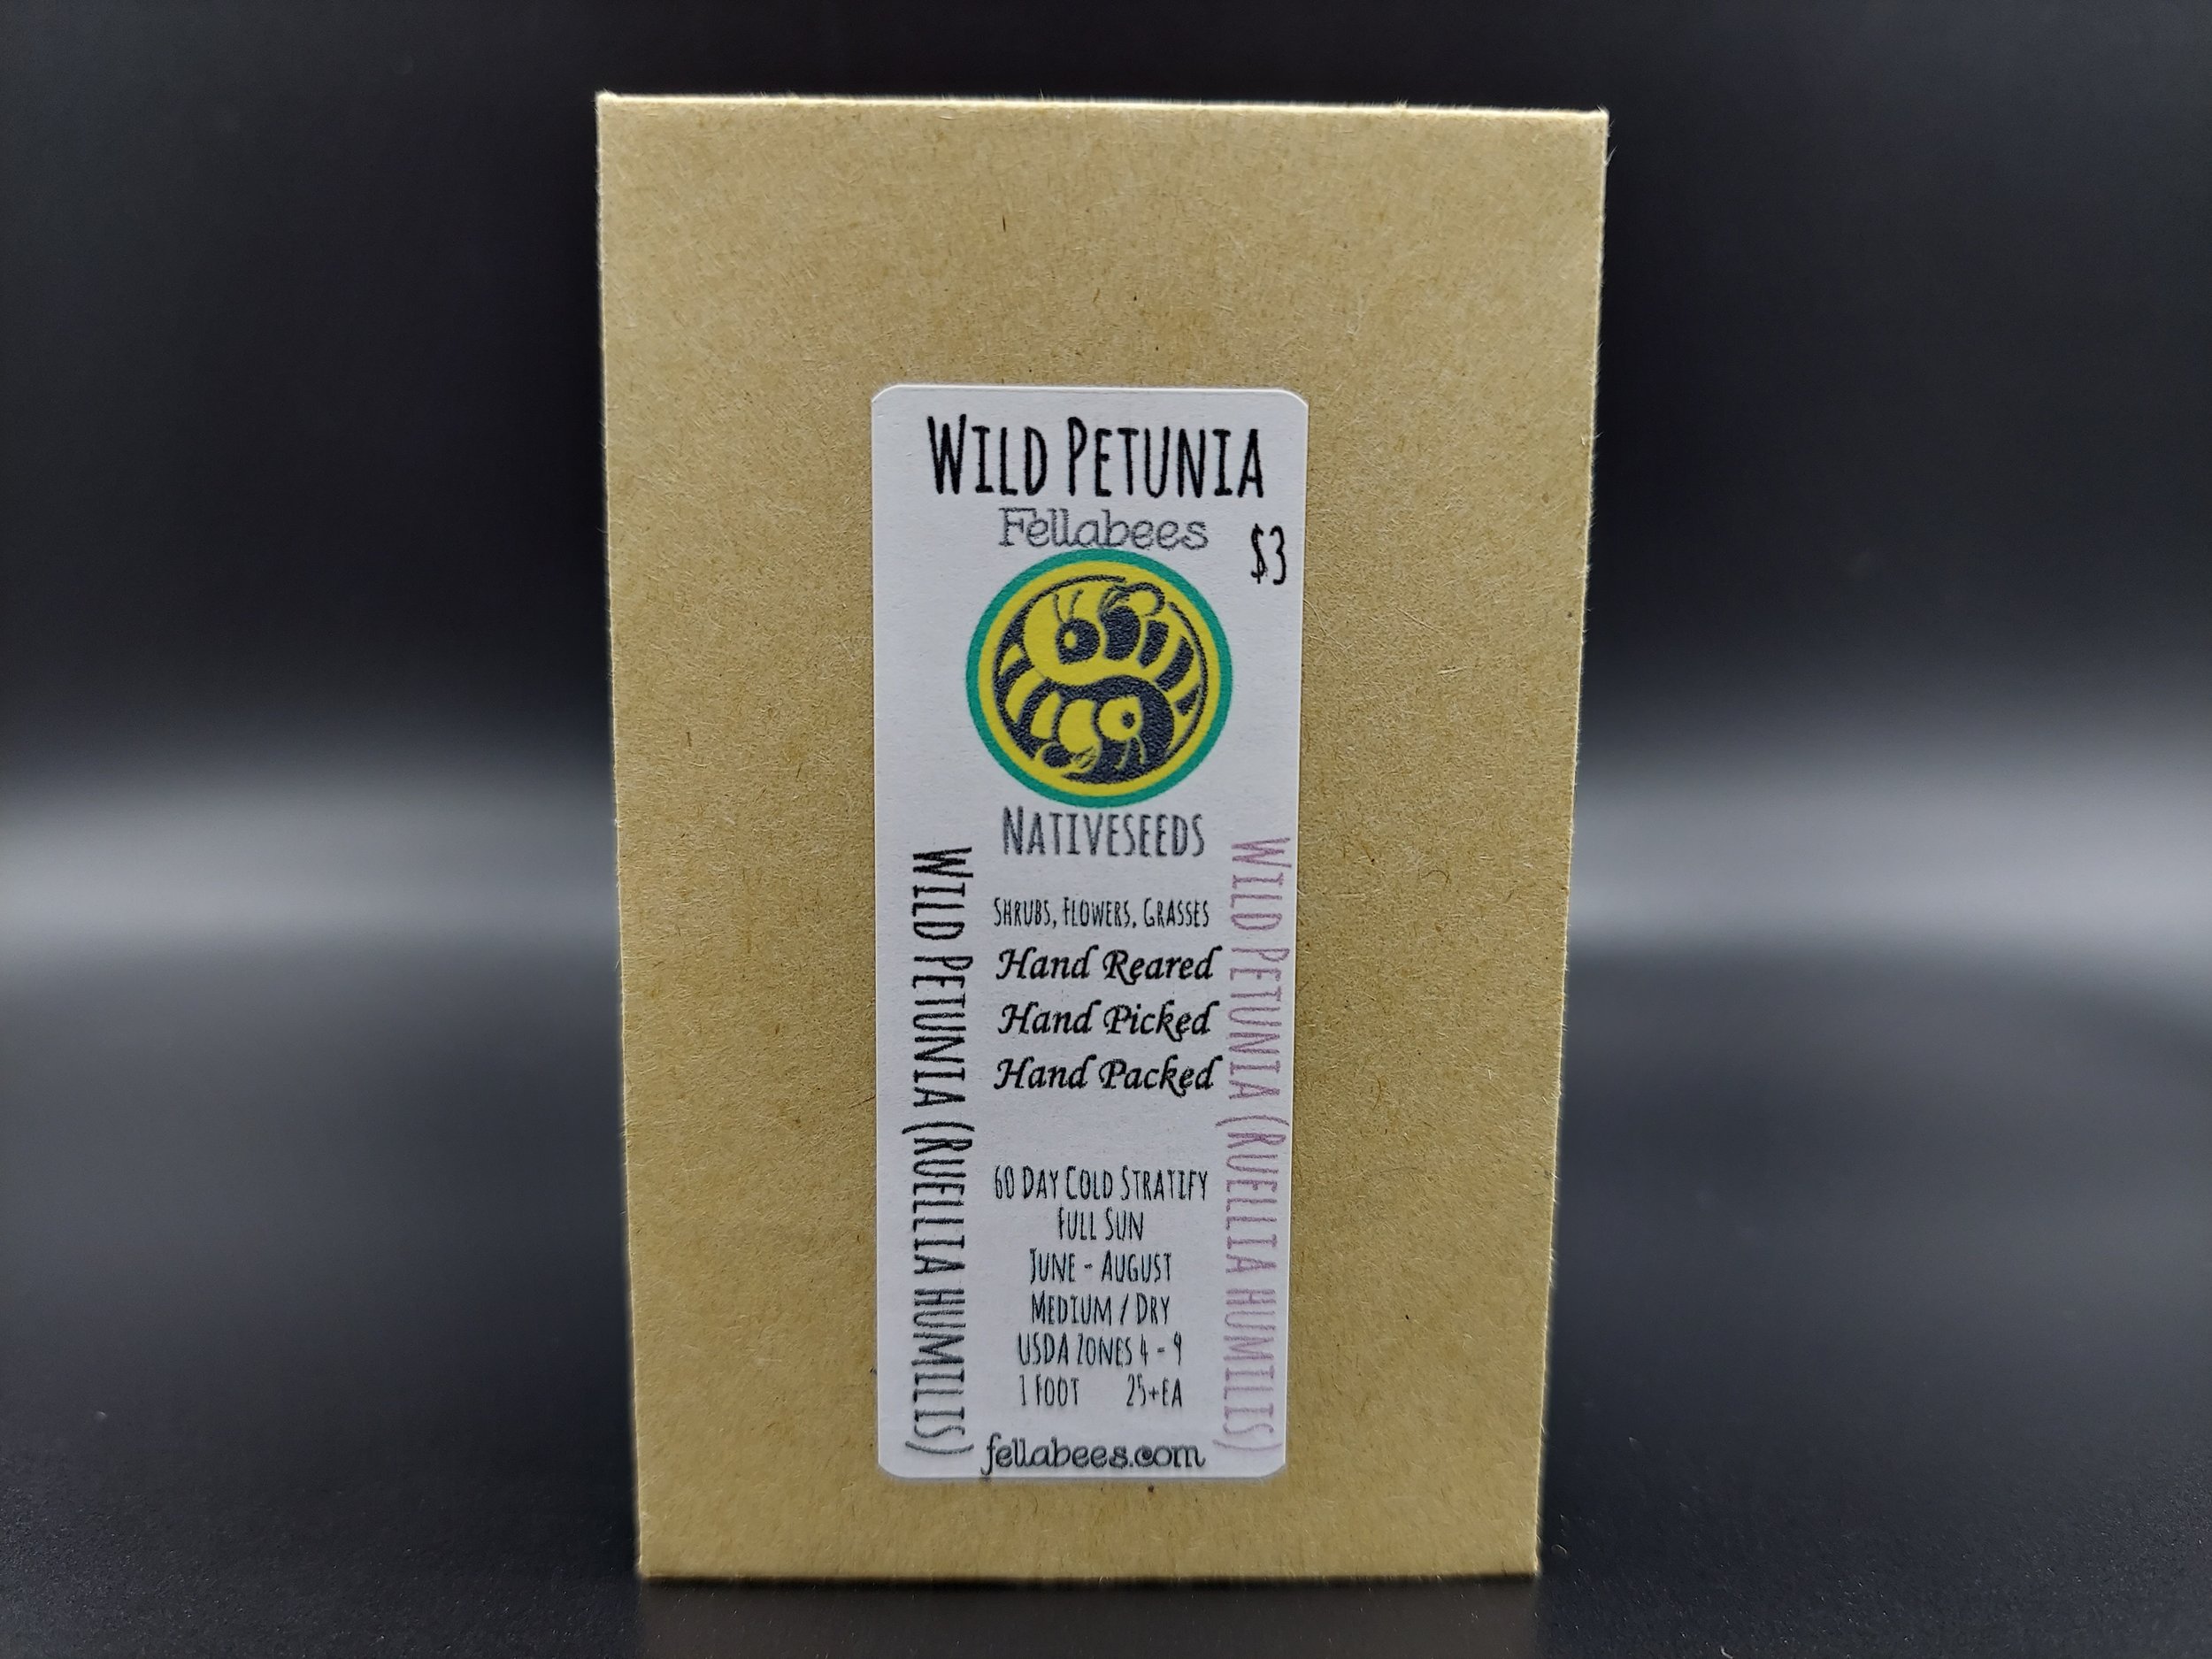 Wild Petunia
Fellabees
$3
NativeSeeds
Wild Petunia (Ruellia humilis)
Wild Petunia (Ruellia humilis)
Shrubs, Flowers, Grasses
Hand Reared
Hand Picked
Hand Packed
60 Day Cold Stratify
Full Sun
June - August
Medium / Dry
USDA Zones 4 - 9
1 Foot 25+ea
fellabees.com